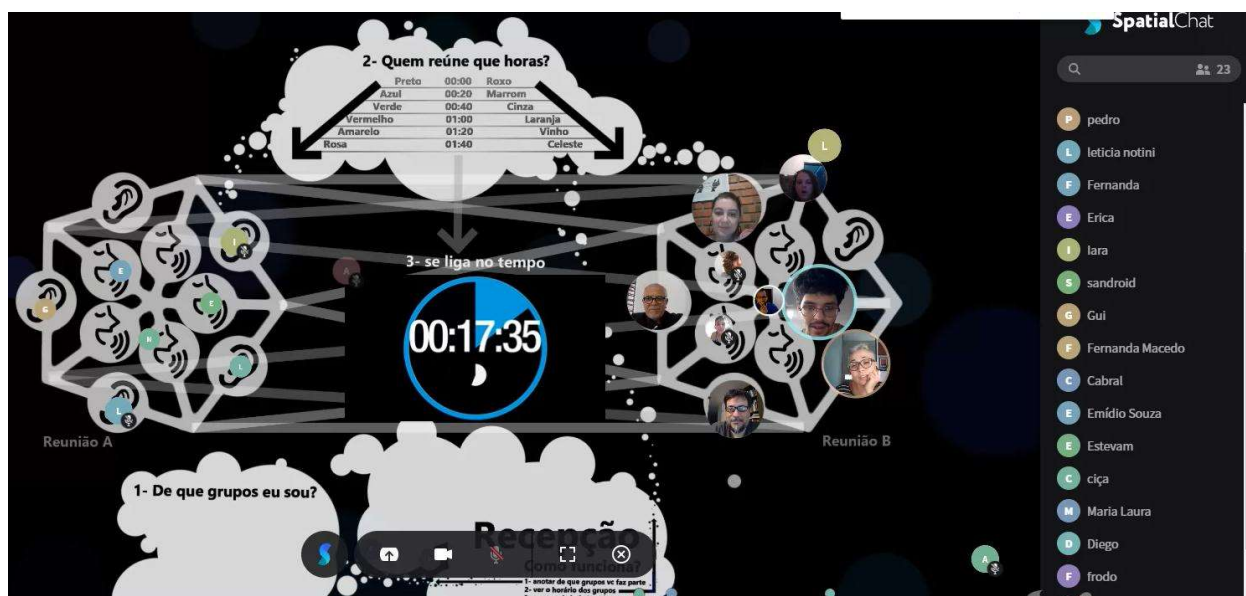 SpatialChat
23
pedro
leticia notini
Fernanda
Erica
Iara
sandroid
Gui
Fernanda Macedo
Cabral
Emídio Souza
Estevam
ciça
Maria Laura
Diego
frodo
2- Quem reúne que horas?
Preto 00:00 Roxo
Azul 00:20 Marrom
Verde 00:40 Cinza
Vermelho 01:00 Laranja
Amarelo 01:20 Vinho
Rosa 01:40 Celeste
3- se liga no tempo
00:17:35
Reunião A
Reunião B
1- De que grupos eu sou?
Recepção
Como funciona?
1- anotar de que grupos vc faz parte
2- ver o horário dos grupos